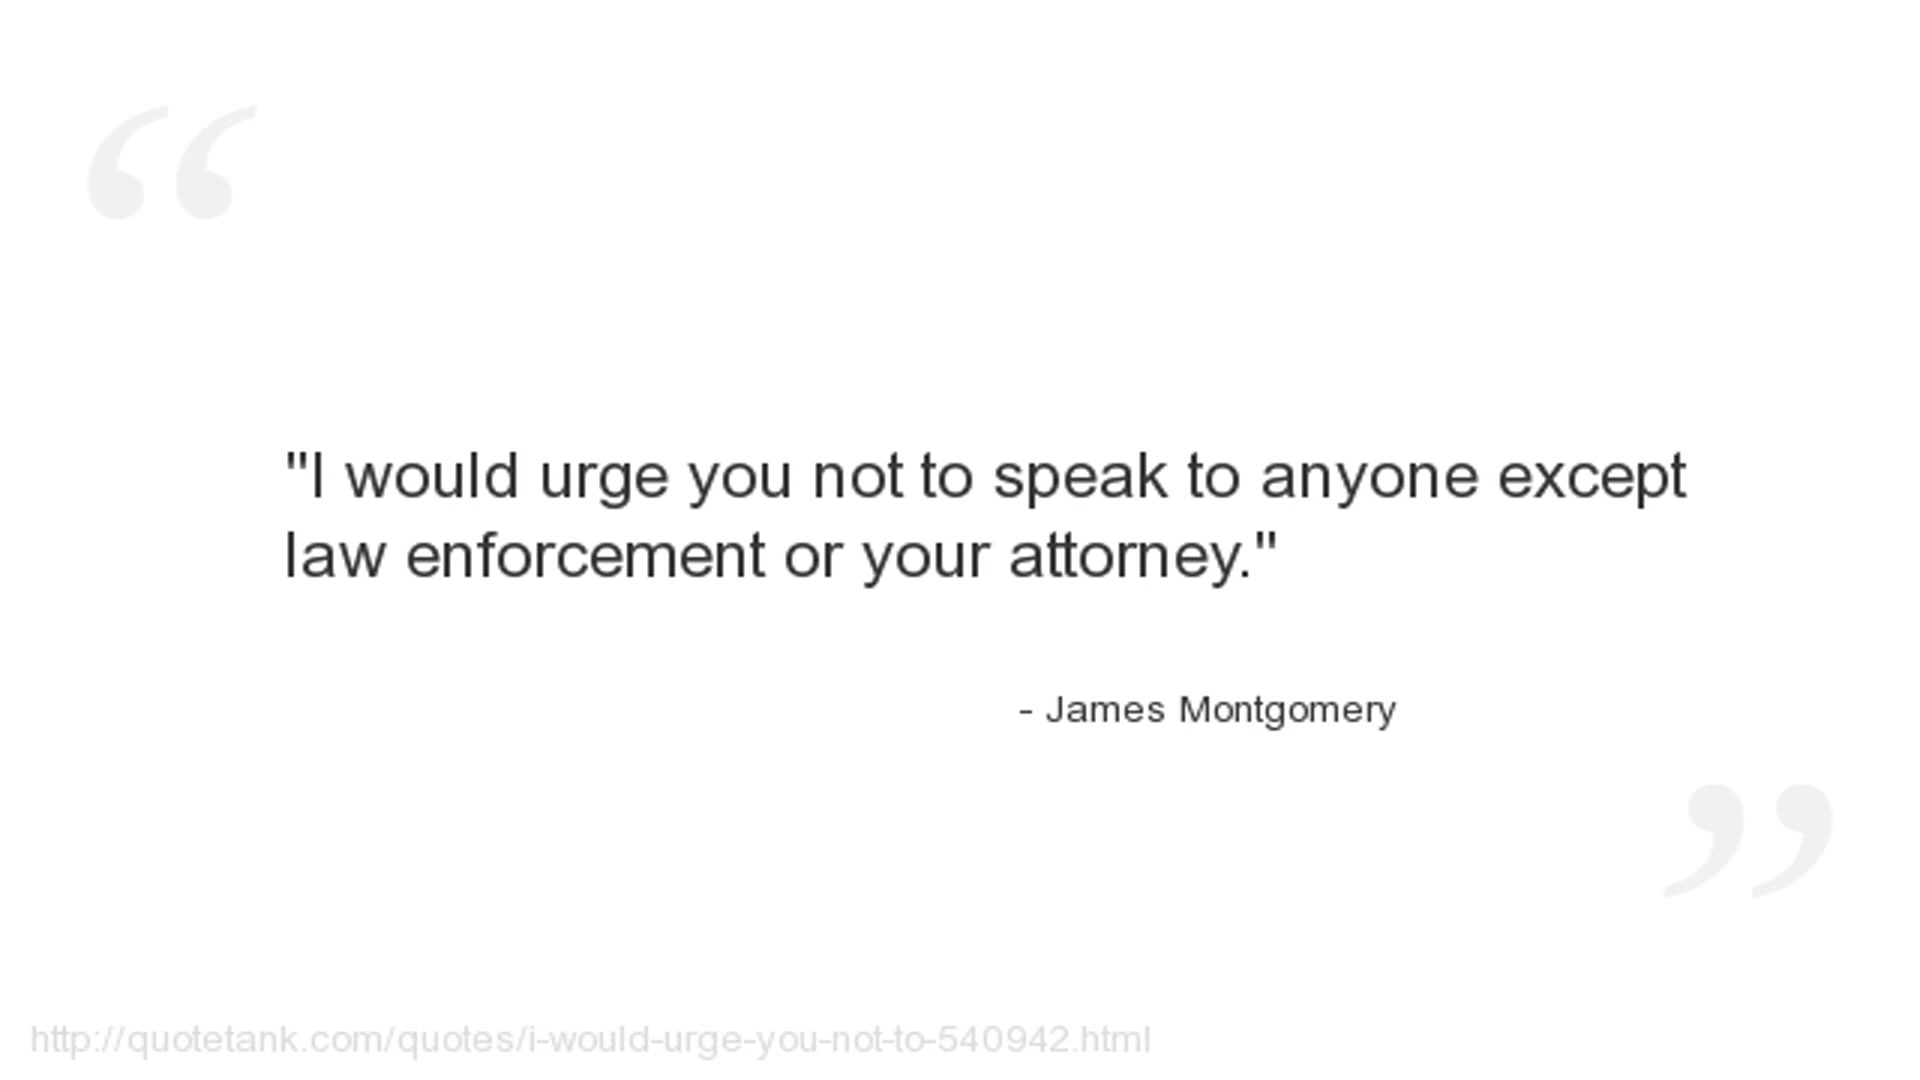 "I would urge you not to speak to anyone except
law enforcement or your attorney."
- James Montgomery
http://quotetank.com/quotes/i-would-urge-you-not-to-540942.html